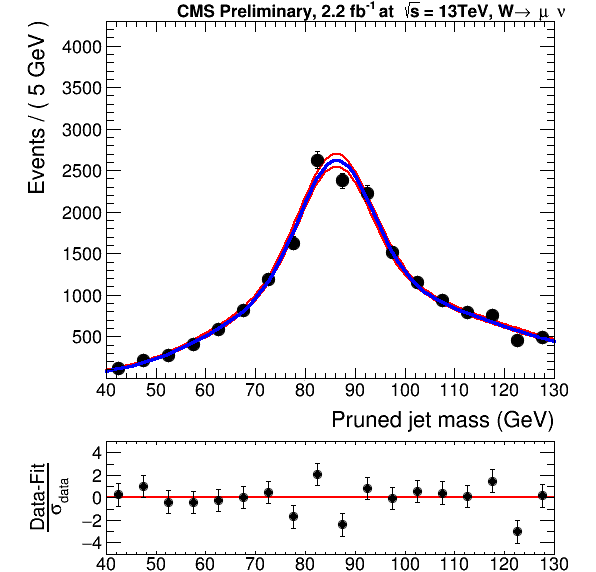 CMS Preliminary, 2.2 fb⁻¹ at √s = 13TeV, W→ μ ν
Events / ( 5 GeV )
4000
3500
3000
2500
2000
1500
1000
500
40 50 60 70 80 90 100 110 120 130
Pruned jet mass (GeV)
Data-Fit
σdata
4
2
0
−2
−4
40 50 60 70 80 90 100 110 120 130